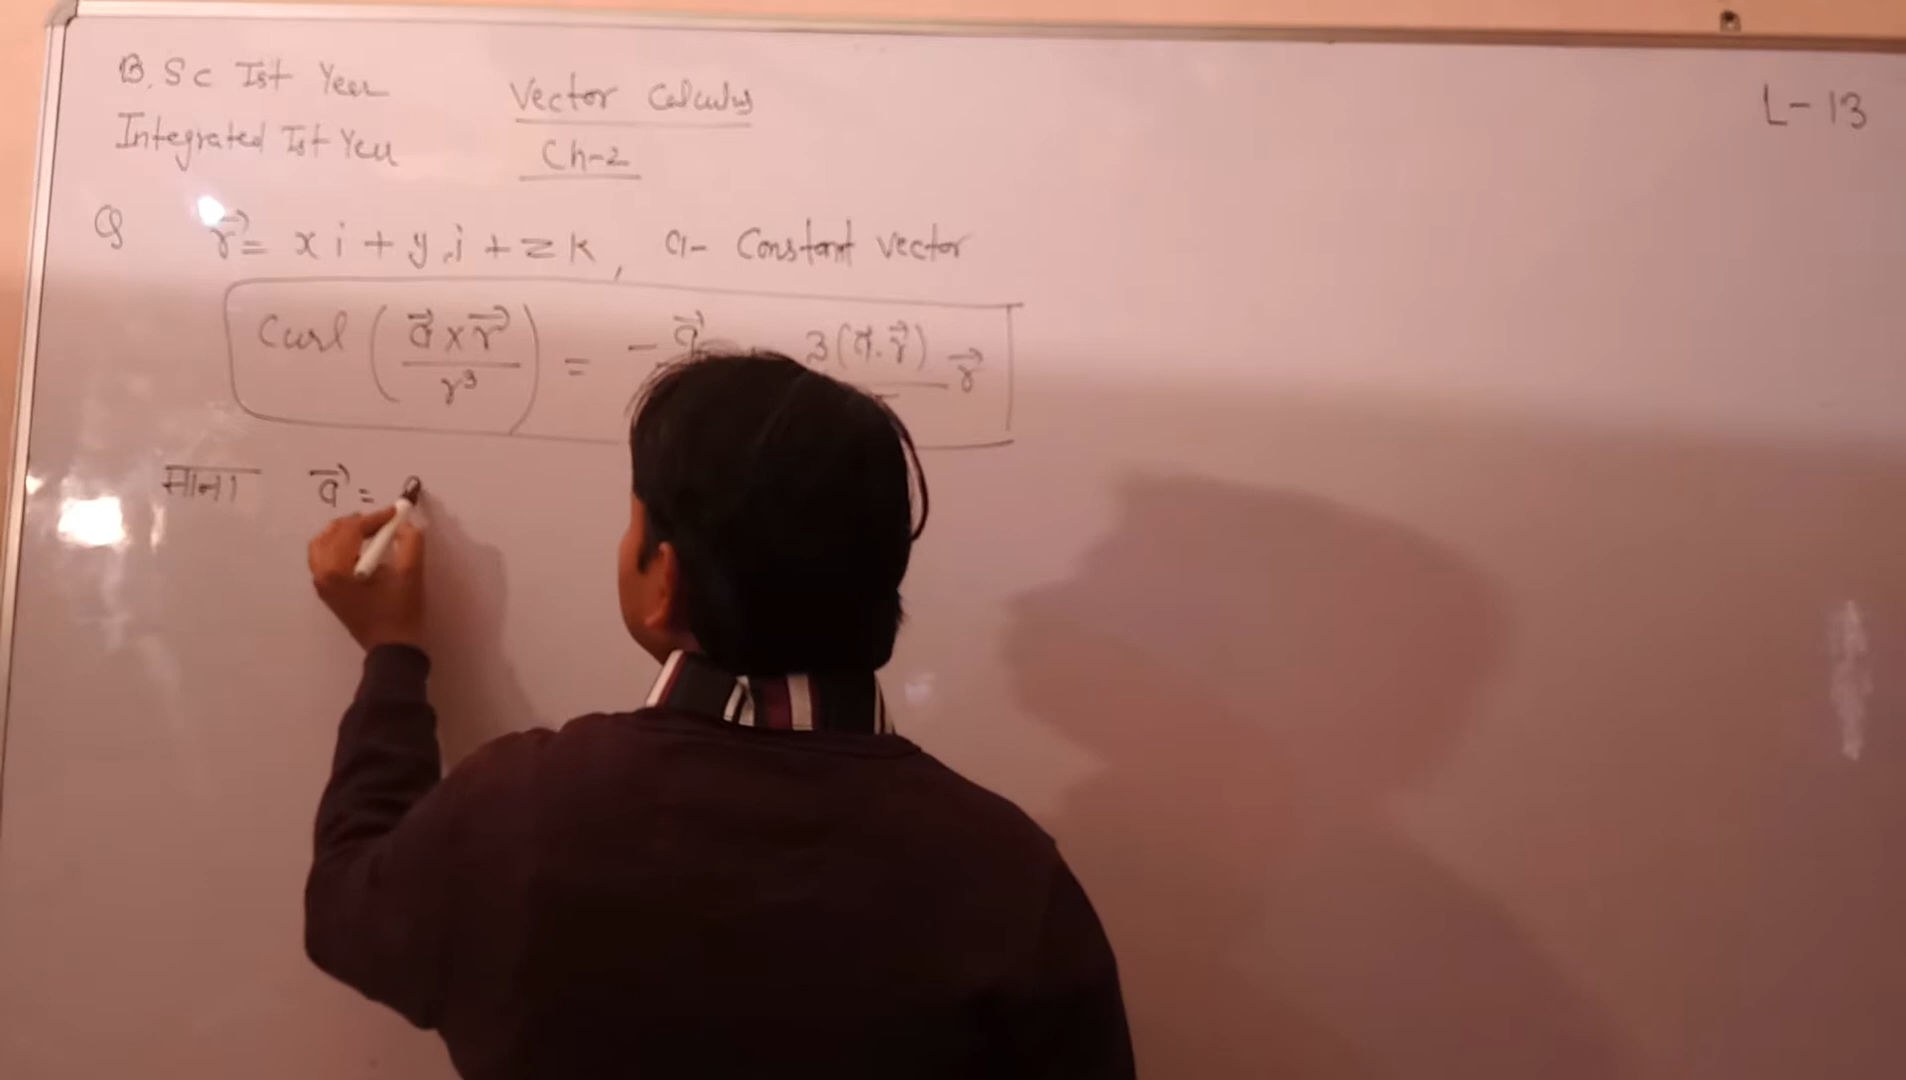 B.Sc Ist Year
Integrated Ist Year
Vector Calculus
Ch-2
L-13
Q r⃗ = x i + y j + z k, a - Constant vector
Curl (a⃗ × r⃗ / r³) = - a⃗ 3(a⃗ . r⃗) r⃗
माना a⃗ = a